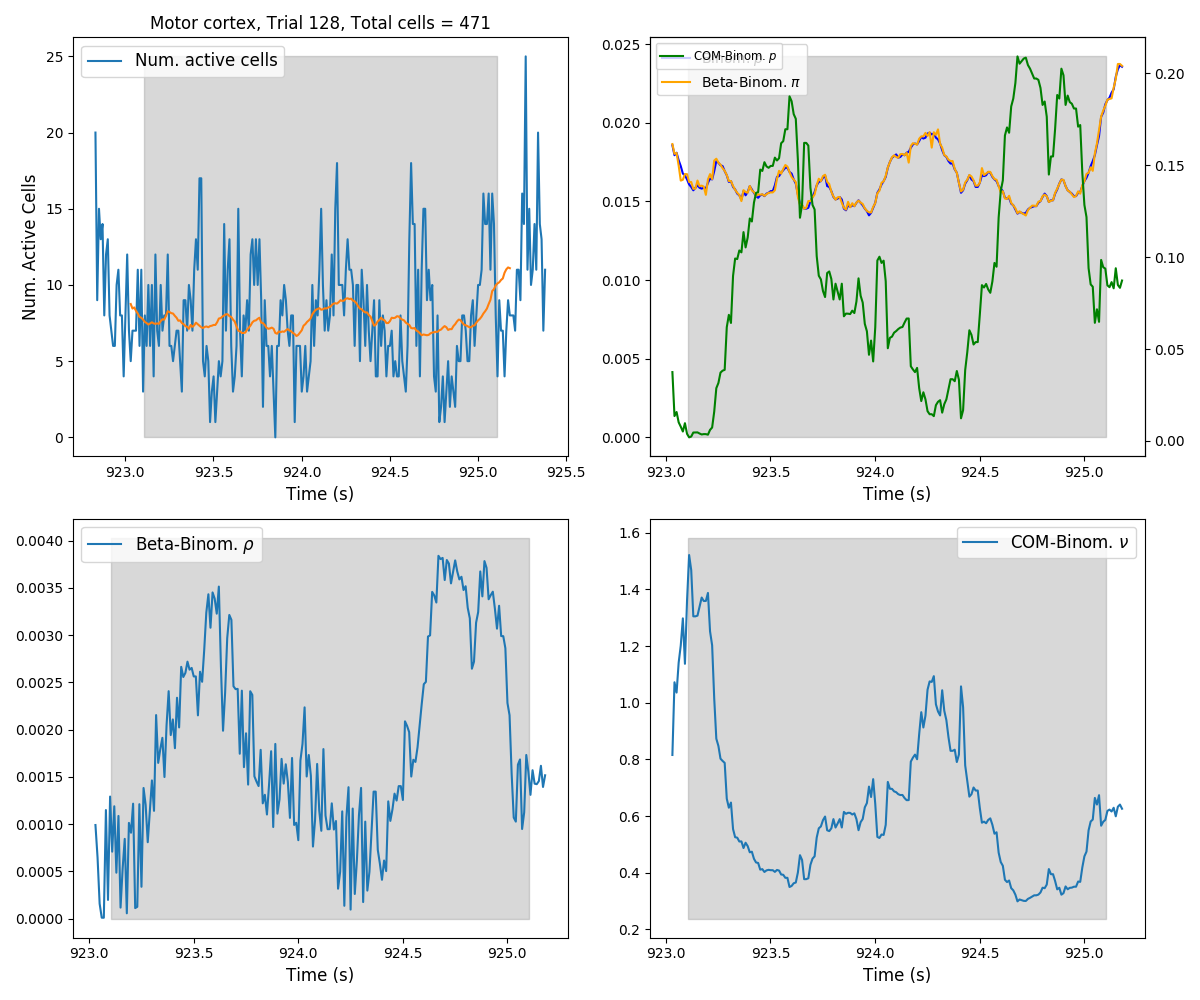 Motor cortex, Trial 128, Total cells = 471
Num. active cells
25
20
15
10
5
0
Num. Active Cells
923.0 923.5 924.0 924.5 925.0 925.5
Time (s)
COM-Binom. p
Beta-Binom. π
0.025
0.020
0.015
0.010
0.005
0.000
0.20
0.15
0.10
0.05
0.00
923.0 923.5 924.0 924.5 925.0
Time (s)
Beta-Binom. ρ
0.0040
0.0035
0.0030
0.0025
0.0020
0.0015
0.0010
0.0005
0.0000
923.0 923.5 924.0 924.5 925.0
Time (s)
COM-Binom. ν
1.6
1.4
1.2
1.0
0.8
0.6
0.4
0.2
923.0 923.5 924.0 924.5 925.0
Time (s)